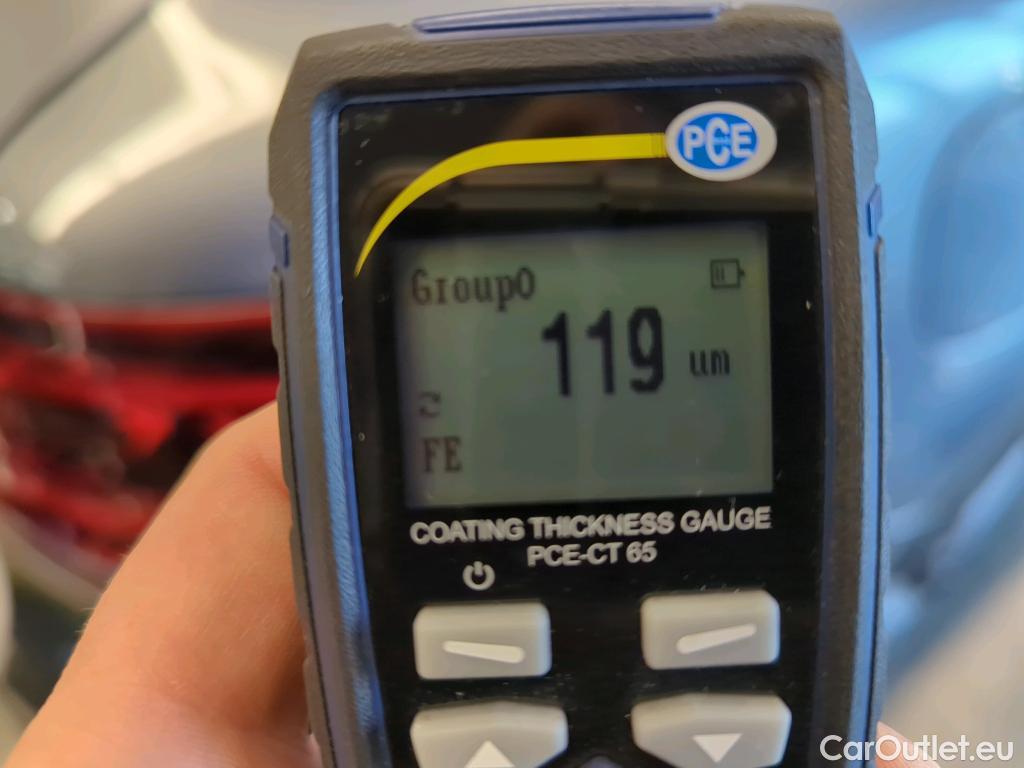 PCE
Group0
119 um
FE
COATING THICKNESS GAUGE
PCE-CT 65
CarOutlet.eu